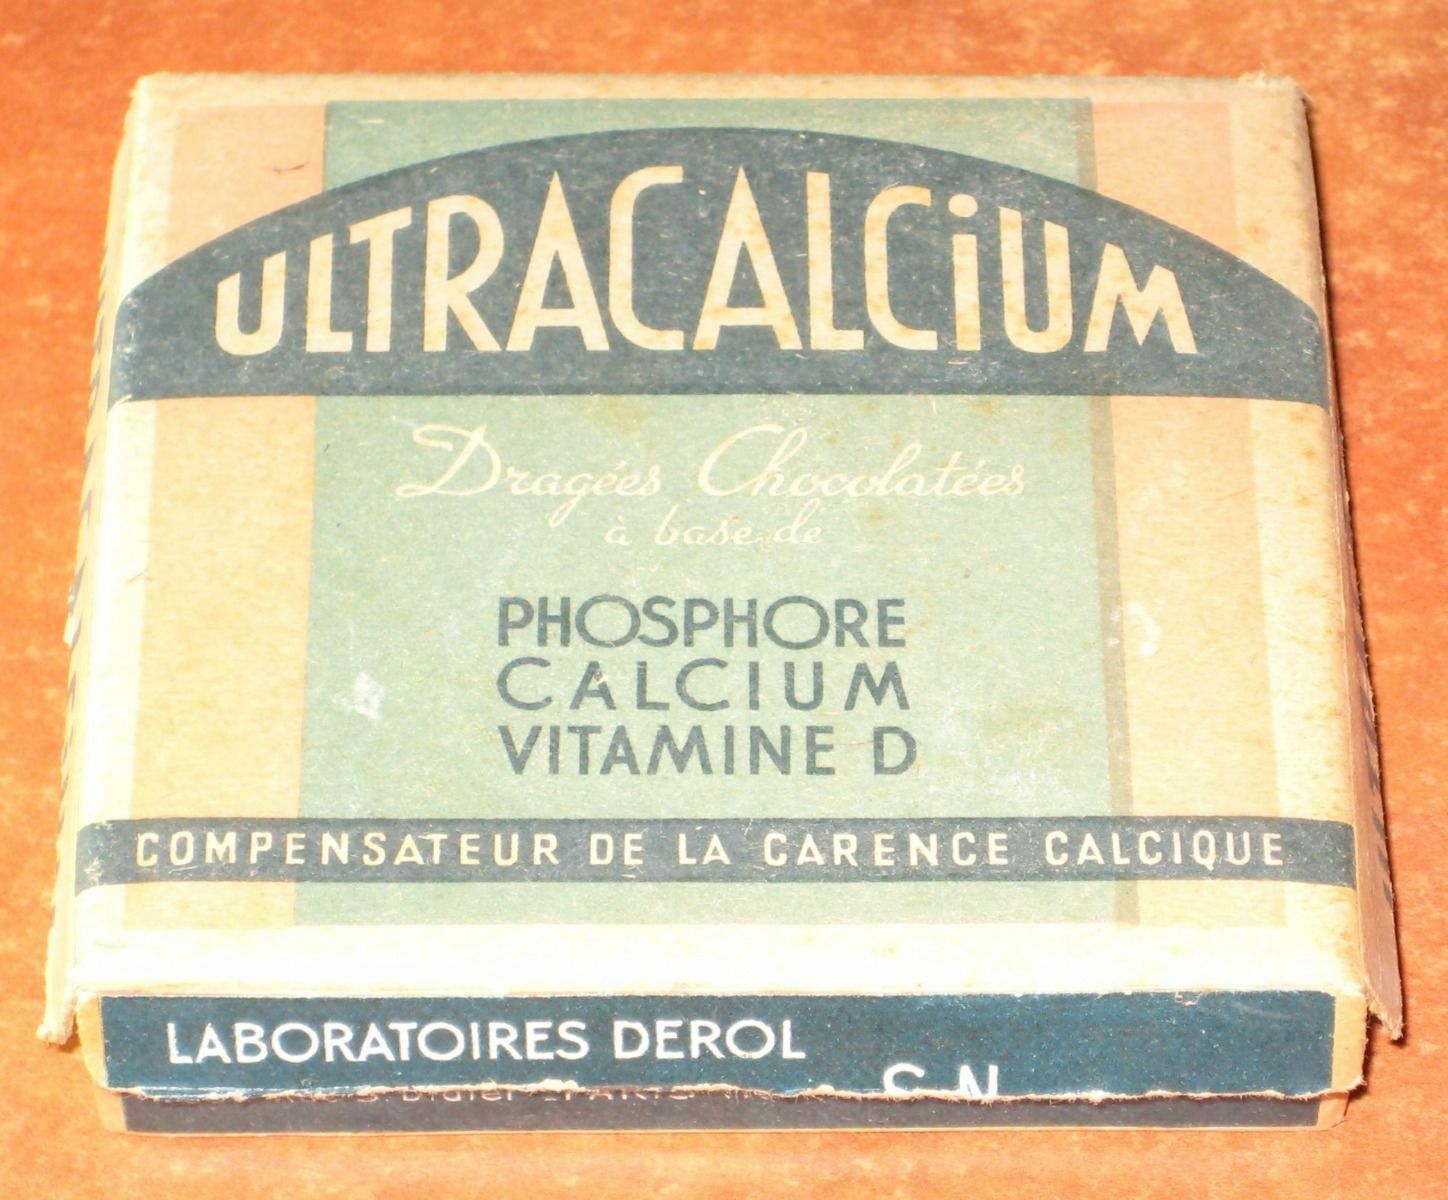 ULTRACALCiUM
Dragées Chocolatées
à base de
PHOSPHORE
CALCIUM
VITAMINE D
COMPENSATEUR DE LA CARENCE CALCIQUE
LABORATOIRES DEROL